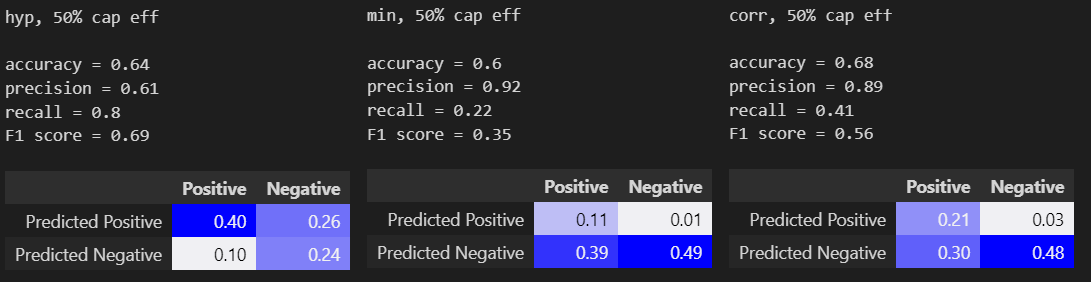 hyp, 50% cap eff
accuracy = 0.64
precision = 0.61
recall = 0.8
F1 score = 0.69
Positive Negative
Predicted Positive 0.40 0.26
Predicted Negative 0.10 0.24
min, 50% cap eff
accuracy = 0.6
precision = 0.92
recall = 0.22
F1 score = 0.35
Positive Negative
Predicted Positive 0.11 0.01
Predicted Negative 0.39 0.49
corr, 50% cap eff
accuracy = 0.68
precision = 0.89
recall = 0.41
F1 score = 0.56
Positive Negative
Predicted Positive 0.21 0.03
Predicted Negative 0.30 0.48